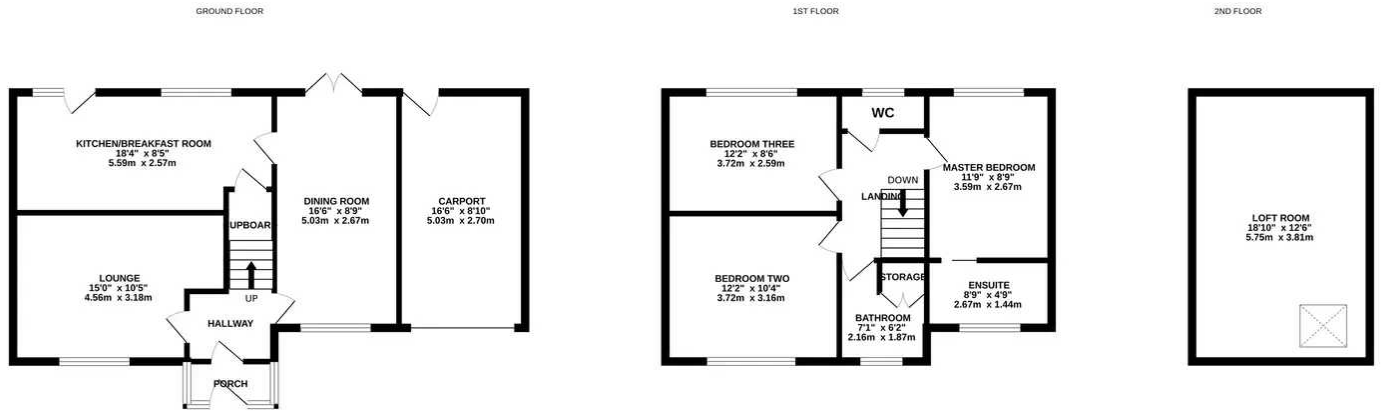 GROUND FLOOR
KITCHEN/BREAKFAST ROOM
18'4" x 8'5"
5.59m x 2.57m
DINING ROOM
16'6" x 8'9"
5.03m x 2.67m
CARPORT
16'6" x 8'10"
5.03m x 2.70m
UPBOAR
LOUNGE
15'0" x 10'5"
4.56m x 3.18m
UP
HALLWAY
PORCH
1ST FLOOR
WC
BEDROOM THREE
12'2" x 8'6"
3.72m x 2.59m
MASTER BEDROOM
11'9" x 8'9"
3.59m x 2.67m
DOWN
LANDING
BEDROOM TWO
12'2" x 10'4"
3.72m x 3.16m
STORAGE
ENSUITE
8'9" x 4'9"
2.67m x 1.44m
BATHROOM
7'1" x 6'2"
2.16m x 1.87m
2ND FLOOR
LOFT ROOM
18'10" x 12'6"
5.75m x 3.81m